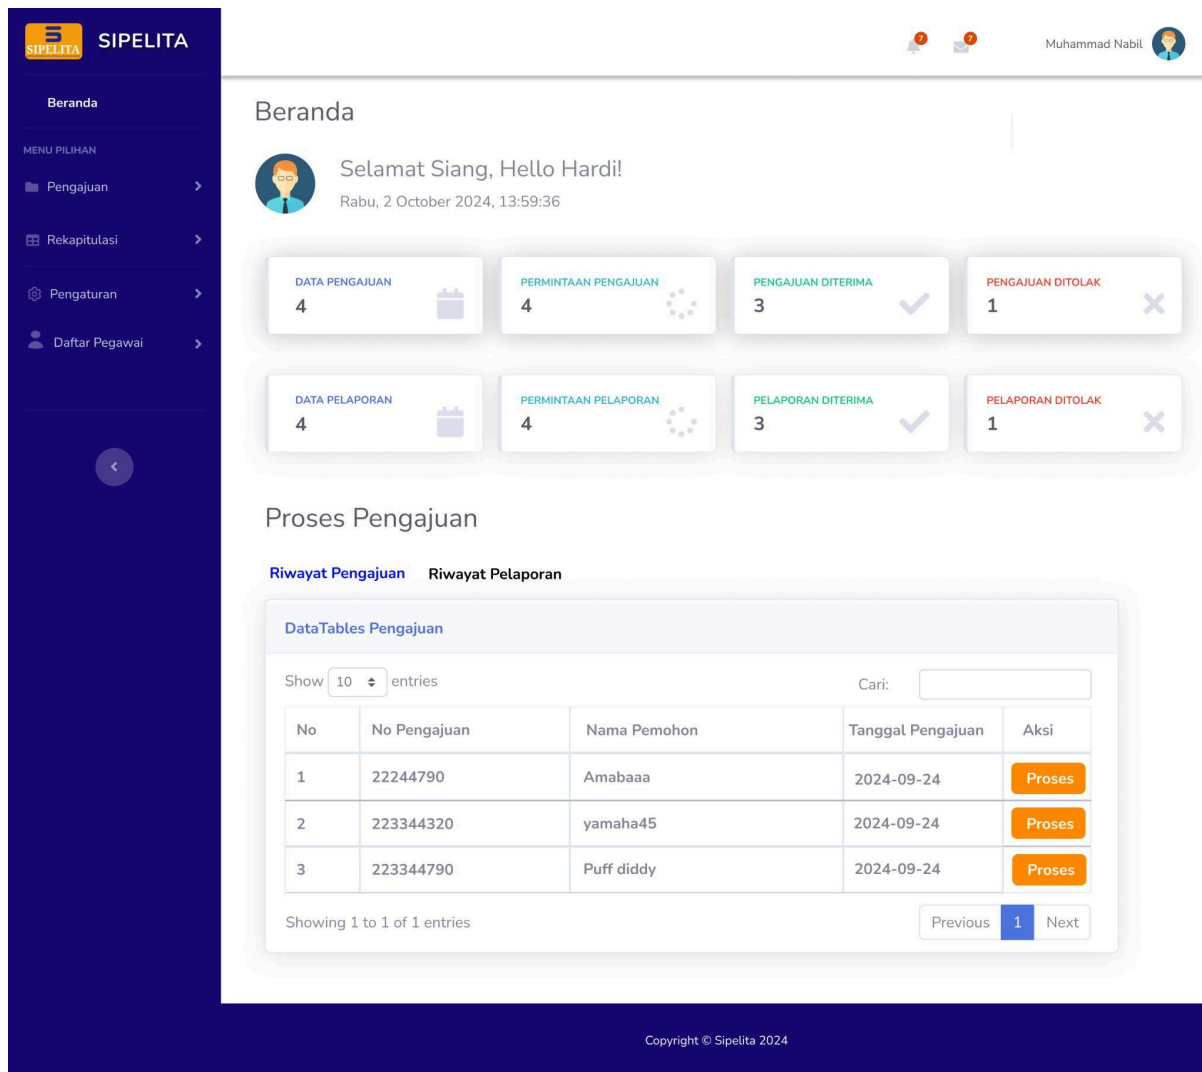 SIPELITA
SIPELITA
7
7
Muhammad Nabil
Beranda
MENU PILIHAN
Pengajuan
Rekapitulasi
Pengaturan
Daftar Pegawai
Beranda
Selamat Siang, Hello Hardi!
Rabu, 2 October 2024, 13:59:36
DATA PENGAJUAN
4
PERMINTAAN PENGAJUAN
4
PENGAJUAN DITERIMA
3
PENGAJUAN DITOLAK
1
DATA PELAPORAN
4
PERMINTAAN PELAPORAN
4
PELAPORAN DITERIMA
3
PELAPORAN DITOLAK
1
Proses Pengajuan
Riwayat Pengajuan Riwayat Pelaporan
DataTables Pengajuan
Show 10 entries Cari:
No No Pengajuan Nama Pemohon Tanggal Pengajuan Aksi
1 22244790 Amabaaa 2024-09-24 Proses
2 223344320 yamaha45 2024-09-24 Proses
3 223344790 Puff diddy 2024-09-24 Proses
Showing 1 to 1 of 1 entries Previous 1 Next
Copyright © Sipelita 2024